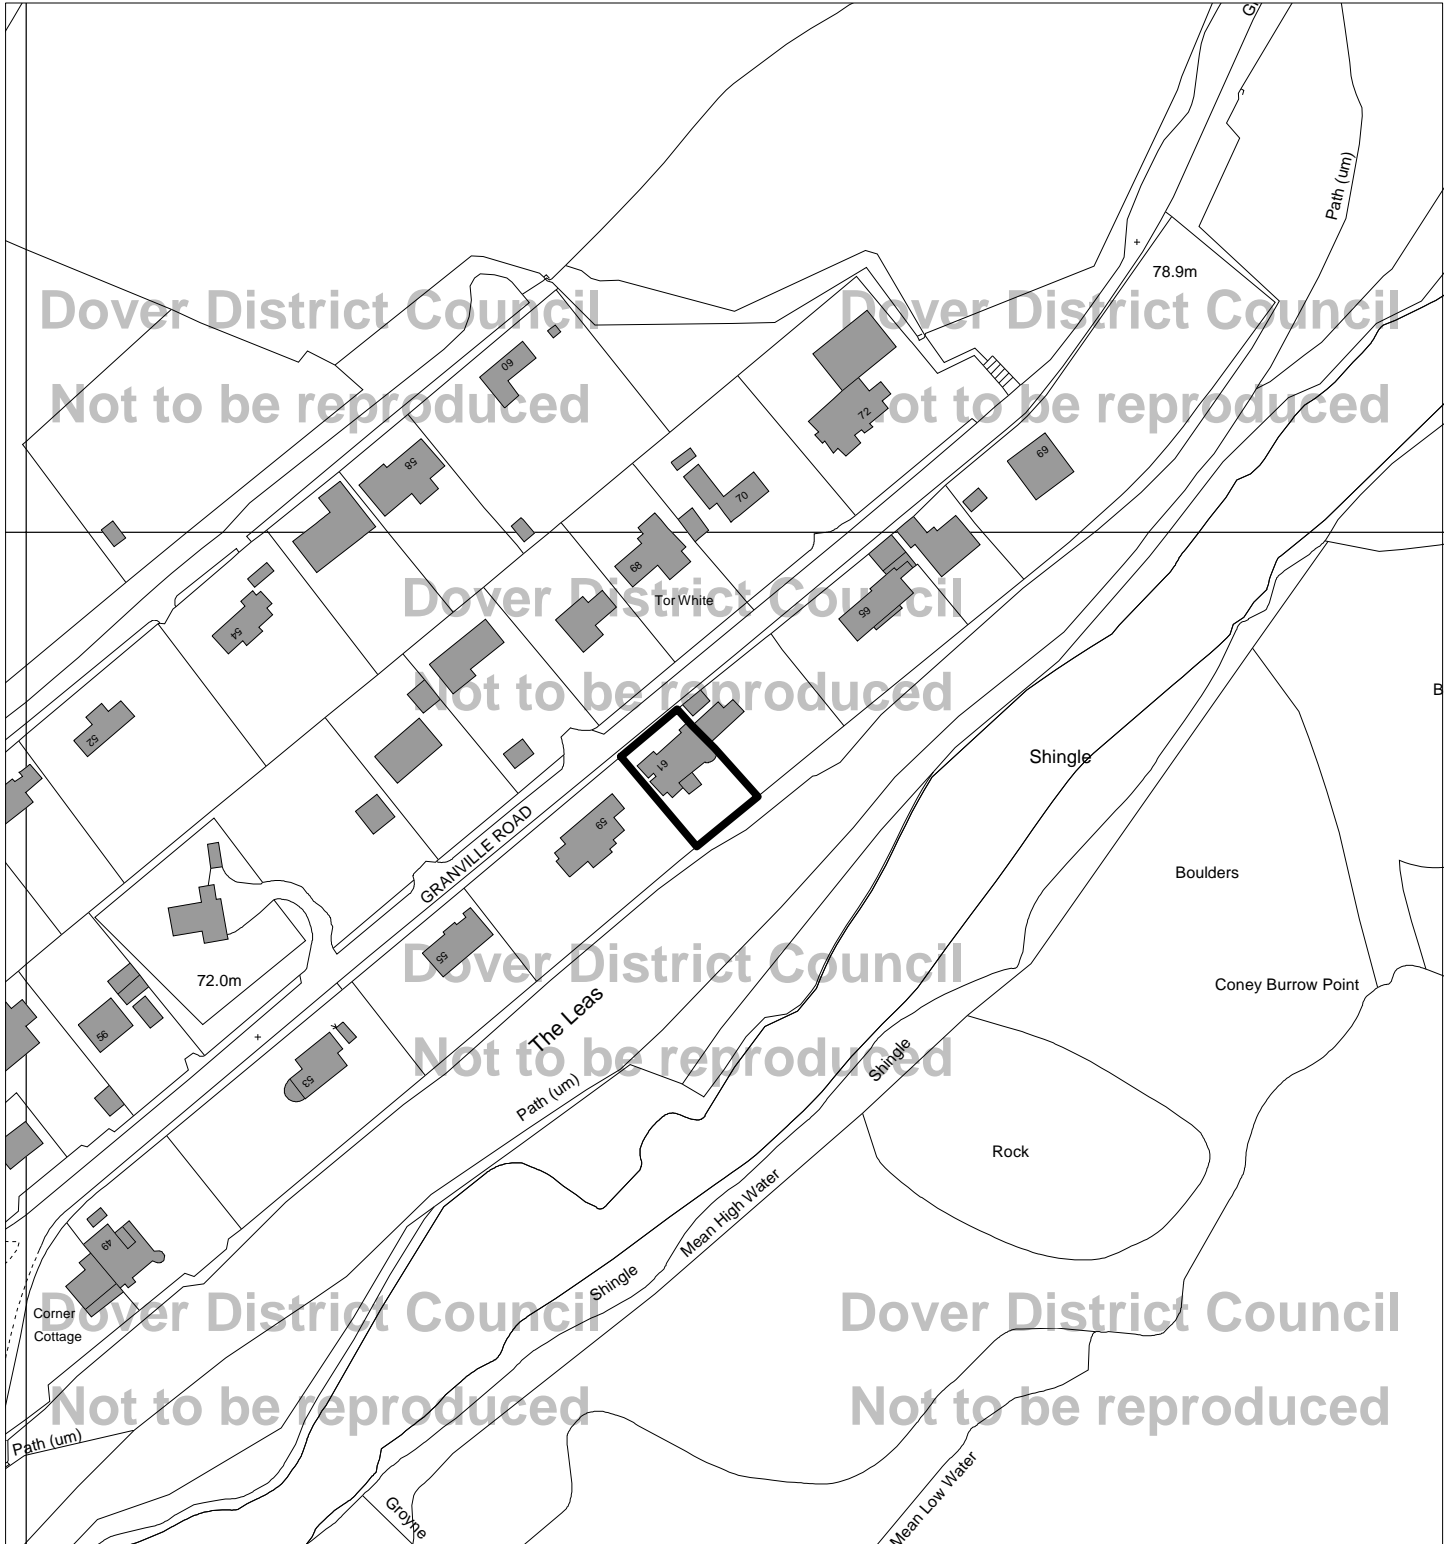 Path (um)
78.9m
Dover District Council
Dover District Council
Not to be reproduced
Not to be reproduced
60
72
69
58
70
68
Tor White
Dover District Council
Not to be reproduced
54
65
52
61
59
Shingle
GRANVILLE ROAD
Boulders
55
72.0m
Dover District Council
Not to be reproduced
Coney Burrow Point
The Leas
56
53
Shingle
Path (um)
Rock
Mean High Water
49
Shingle
Corner
Cottage
Dover District Council
Dover District Council
Not to be reproduced
Not to be reproduced
Path (um)
Groyne
Mean Low Water